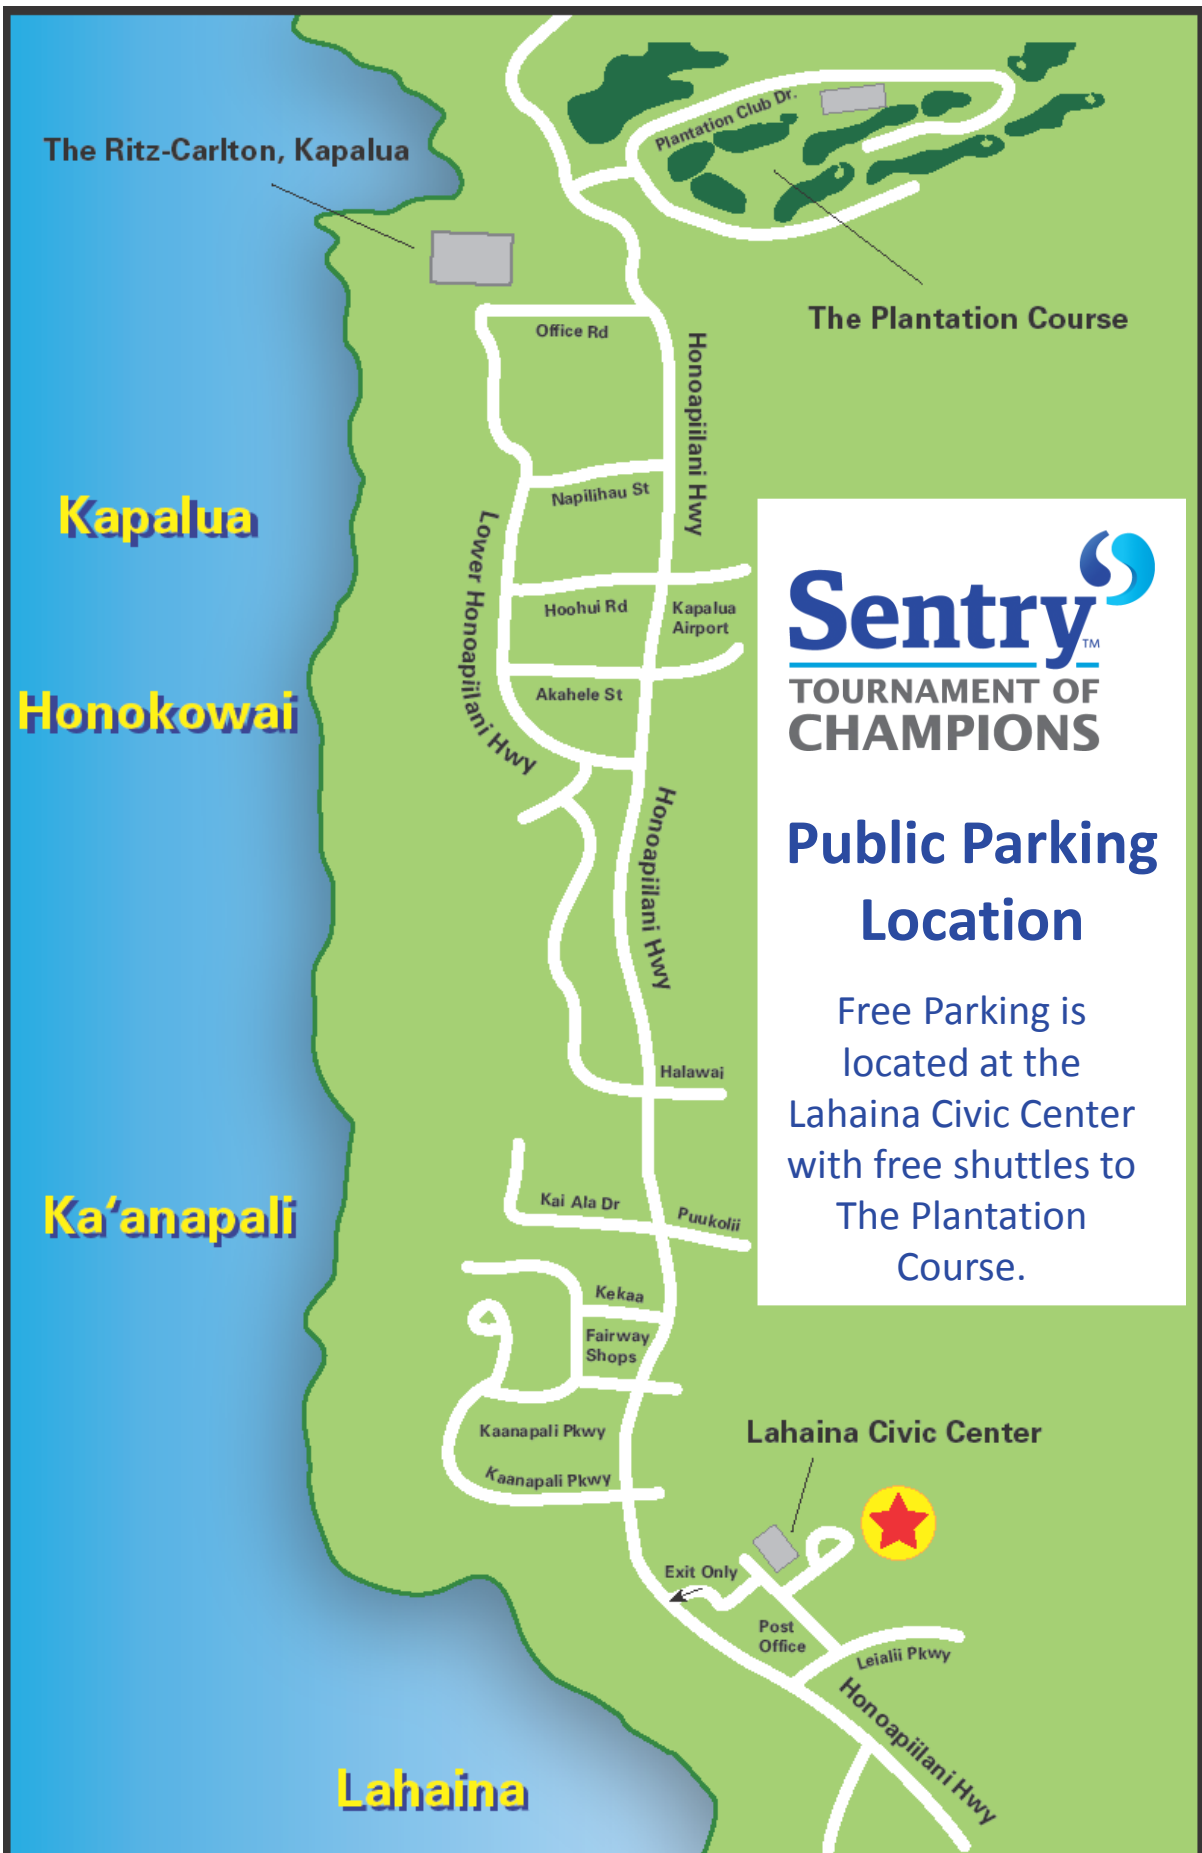 Plantation Club Dr.
The Ritz-Carlton, Kapalua
The Plantation Course
Office Rd
Honoapiilani Hwy
Napilihau St
Kapalua
Lower Honoapiilani Hwy
Hoohui Rd
Kapalua
Airport
Akahele St
Honokowai
Honoapiilani Hwy
Sentry™
TOURNAMENT OF
CHAMPIONS
Public Parking
Location
Free Parking is
located at the
Lahaina Civic Center
with free shuttles to
The Plantation
Course.
Halawai
Kai Ala Dr
Puukolii
Ka‘anapali
Kekaa
Fairway
Shops
Kaanapali Pkwy
Kaanapali Pkwy
Lahaina Civic Center
Exit Only
Post
Office
Leialii Pkwy
Honoapiilani Hwy
Lahaina